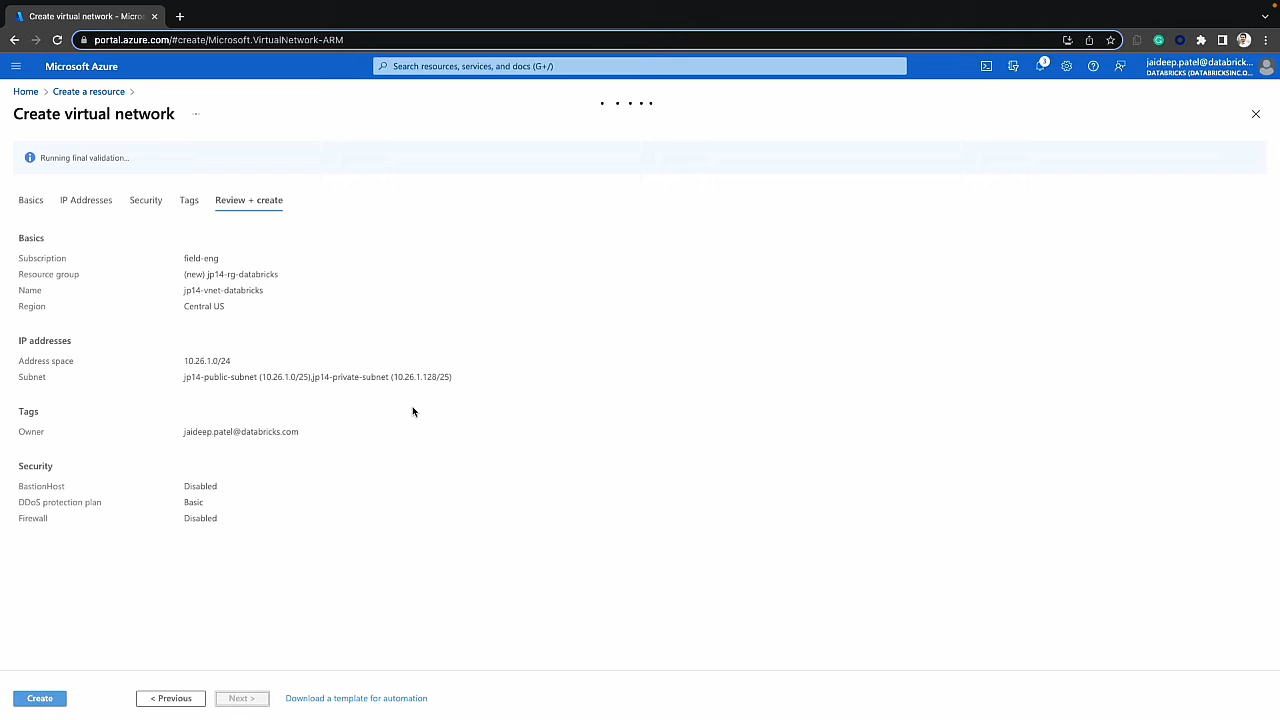 Create virtual network - Micros
portal.azure.com/#create/Microsoft.VirtualNetwork-ARM
Microsoft Azure
Search resources, services, and docs (G+/)
3
jaideep.patel@databrick...
DATABRICKS (DATABRICKSINC.O...
Home > Create a resource >
Create virtual network ...
Running final validation...
Basics IP Addresses Security Tags Review + create
Basics
Subscription field-eng
Resource group (new) jp14-rg-databricks
Name jp14-vnet-databricks
Region Central US
IP addresses
Address space 10.26.1.0/24
Subnet jp14-public-subnet (10.26.1.0/25),jp14-private-subnet (10.26.1.128/25)
Tags
Owner jaideep.patel@databricks.com
Security
BastionHost Disabled
DDoS protection plan Basic
Firewall Disabled
Create < Previous Next > Download a template for automation